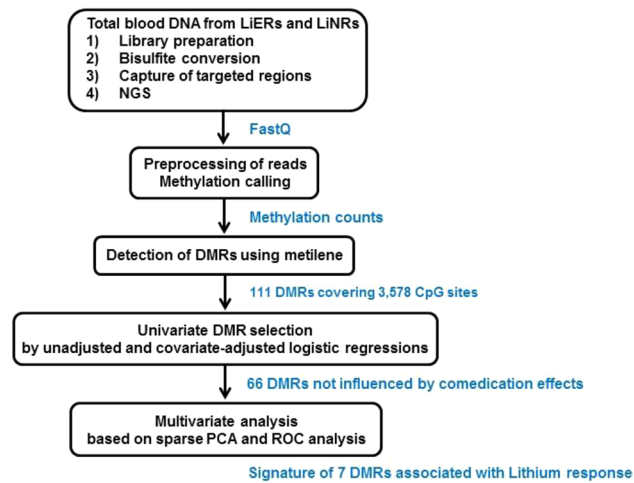 Total blood DNA from LiERs and LiNRs
1) Library preparation
2) Bisulfite conversion
3) Capture of targeted regions
4) NGS
FastQ
Preprocessing of reads
Methylation calling
Methylation counts
Detection of DMRs using metilene
111 DMRs covering 3,578 CpG sites
Univariate DMR selection
by unadjusted and covariate-adjusted logistic regressions
66 DMRs not influenced by comedication effects
Multivariate analysis
based on sparse PCA and ROC analysis
Signature of 7 DMRs associated with Lithium response